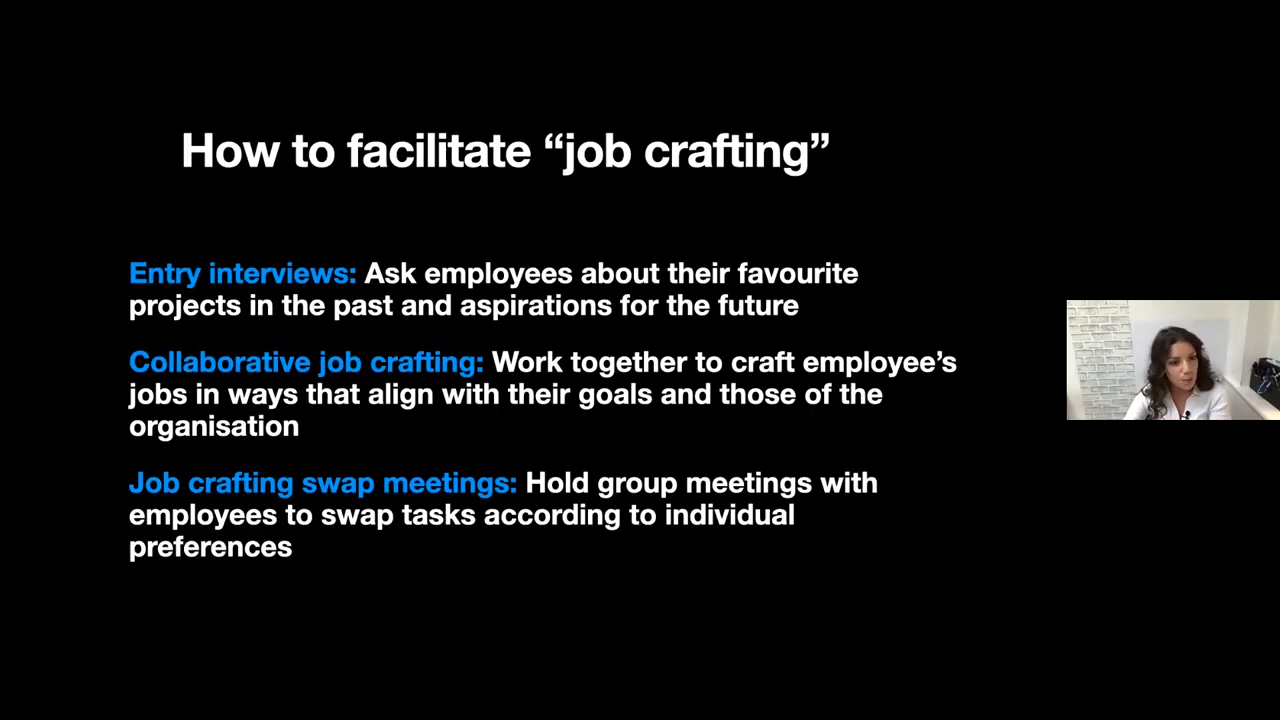 How to facilitate “job crafting”
Entry interviews: Ask employees about their favourite
projects in the past and aspirations for the future
Collaborative job crafting: Work together to craft employee’s
jobs in ways that align with their goals and those of the
organisation
Job crafting swap meetings: Hold group meetings with
employees to swap tasks according to individual
preferences